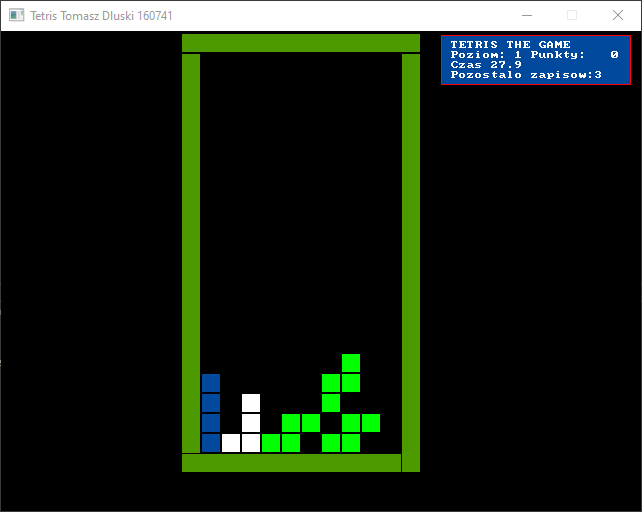 Tetris Tomasz Dluski 160741
TETRIS THE GAME
Poziom: 1 Punkty: 0
Czas 27.9
Pozostalo zapisow:3